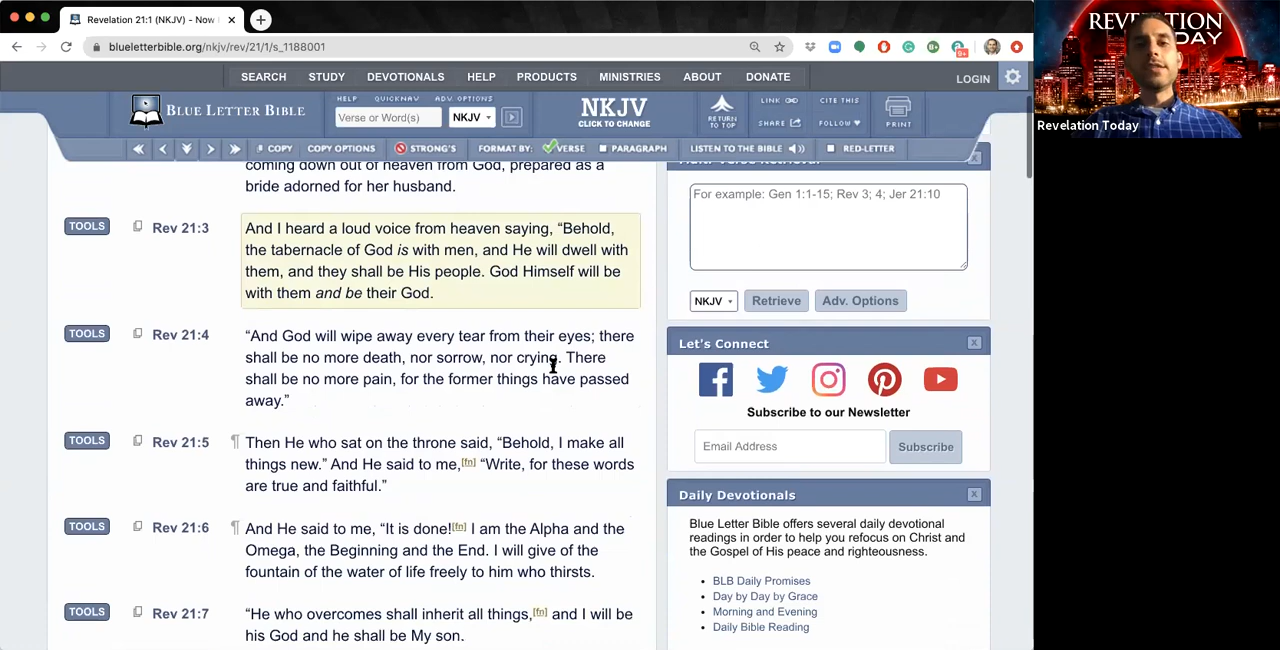 Revelation 21:1 (NKJV) - Now
blueletterbible.org/nkjv/rev/21/1/s_1188001
9+
REVELATION
DAY
Revelation Today
SEARCH STUDY DEVOTIONALS HELP PRODUCTS MINISTRIES ABOUT DONATE LOGIN
BLUE LETTER BIBLE
HELP QUICKNAV ADV. OPTIONS
Verse or Word(s) NKJV
NKJV
CLICK TO CHANGE
RETURN
TO TOP
LINK
CITE THIS
SHARE
FOLLOW
PRINT
COPY COPY OPTIONS STRONG'S FORMAT BY: VERSE PARAGRAPH LISTEN TO THE BIBLE RED-LETTER
coming down out of heaven from God, prepared as a
bride adorned for her husband.
TOOLS Rev 21:3 And I heard a loud voice from heaven saying, “Behold,
the tabernacle of God is with men, and He will dwell with
them, and they shall be His people. God Himself will be
with them and be their God.
TOOLS Rev 21:4 “And God will wipe away every tear from their eyes; there
shall be no more death, nor sorrow, nor crying. There
shall be no more pain, for the former things have passed
away.”
TOOLS Rev 21:5 ¶ Then He who sat on the throne said, “Behold, I make all
things new.” And He said to me,[fn] “Write, for these words
are true and faithful.”
TOOLS Rev 21:6 ¶ And He said to me, “It is done![fn] I am the Alpha and the
Omega, the Beginning and the End. I will give of the
fountain of the water of life freely to him who thirsts.
TOOLS Rev 21:7 “He who overcomes shall inherit all things,[fn] and I will be
his God and he shall be My son.
For example: Gen 1:1-15; Rev 3; 4; Jer 21:10
NKJV Retrieve Adv. Options
Let's Connect X
Subscribe to our Newsletter
Email Address Subscribe
Daily Devotionals X
Blue Letter Bible offers several daily devotional
readings in order to help you refocus on Christ and
the Gospel of His peace and righteousness.
• BLB Daily Promises
• Day by Day by Grace
• Morning and Evening
• Daily Bible Reading